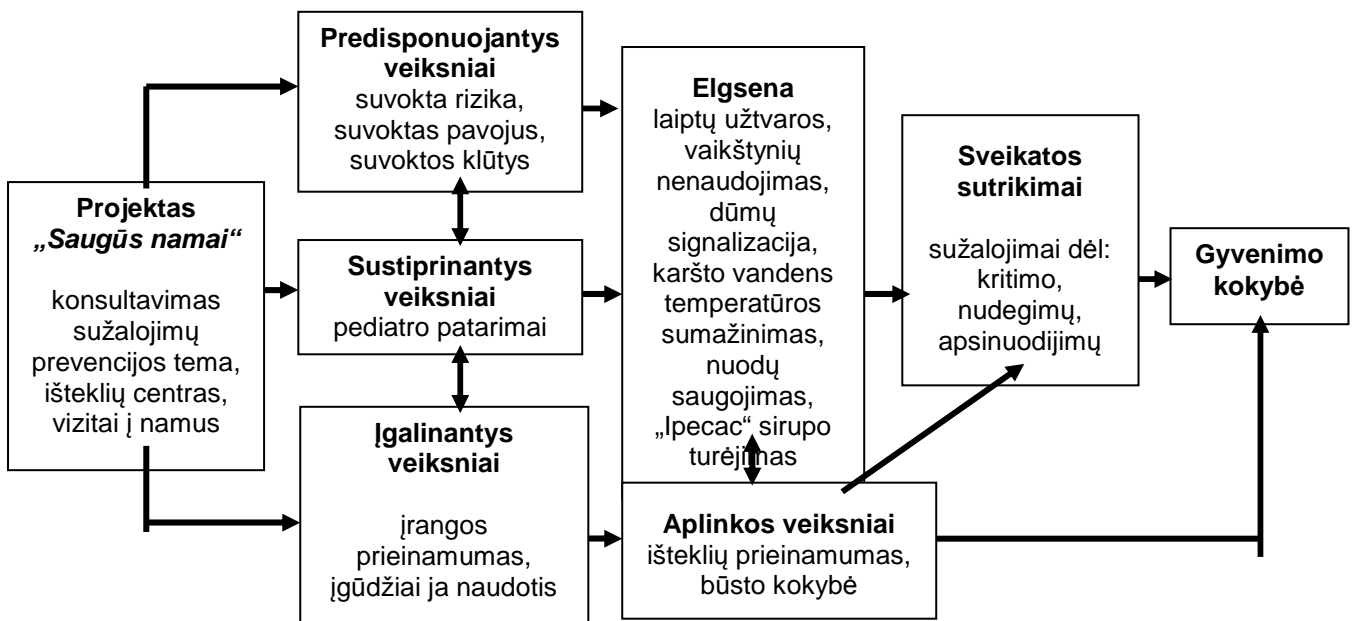 Projektas
„Saugūs namai“
konsultavimas
sužalojimų
prevencijos tema,
išteklių centras,
vizitai į namus
Predisponuojantys
veiksniai
suvokta rizika,
suvoktas pavojus,
suvoktos klūtys
Sustiprinantys
veiksniai
pediatro patarimai
Įgalinantys
veiksniai
įrangos
prieinamumas,
įgūdžiai ja naudotis
Elgsena
laiptų užtvaros,
vaikštynių
nenaudojimas,
dūmų
signalizacija,
karšto vandens
temperatūros
sumažinimas,
nuodų
saugojimas,
„Ipecac“ sirupo
turėjimas
Aplinkos veiksniai
išteklių prieinamumas,
būsto kokybė
Sveikatos
sutrikimai
sužalojimai dėl:
kritimo,
nudegimų,
apsinuodijimų
Gyvenimo
kokybė